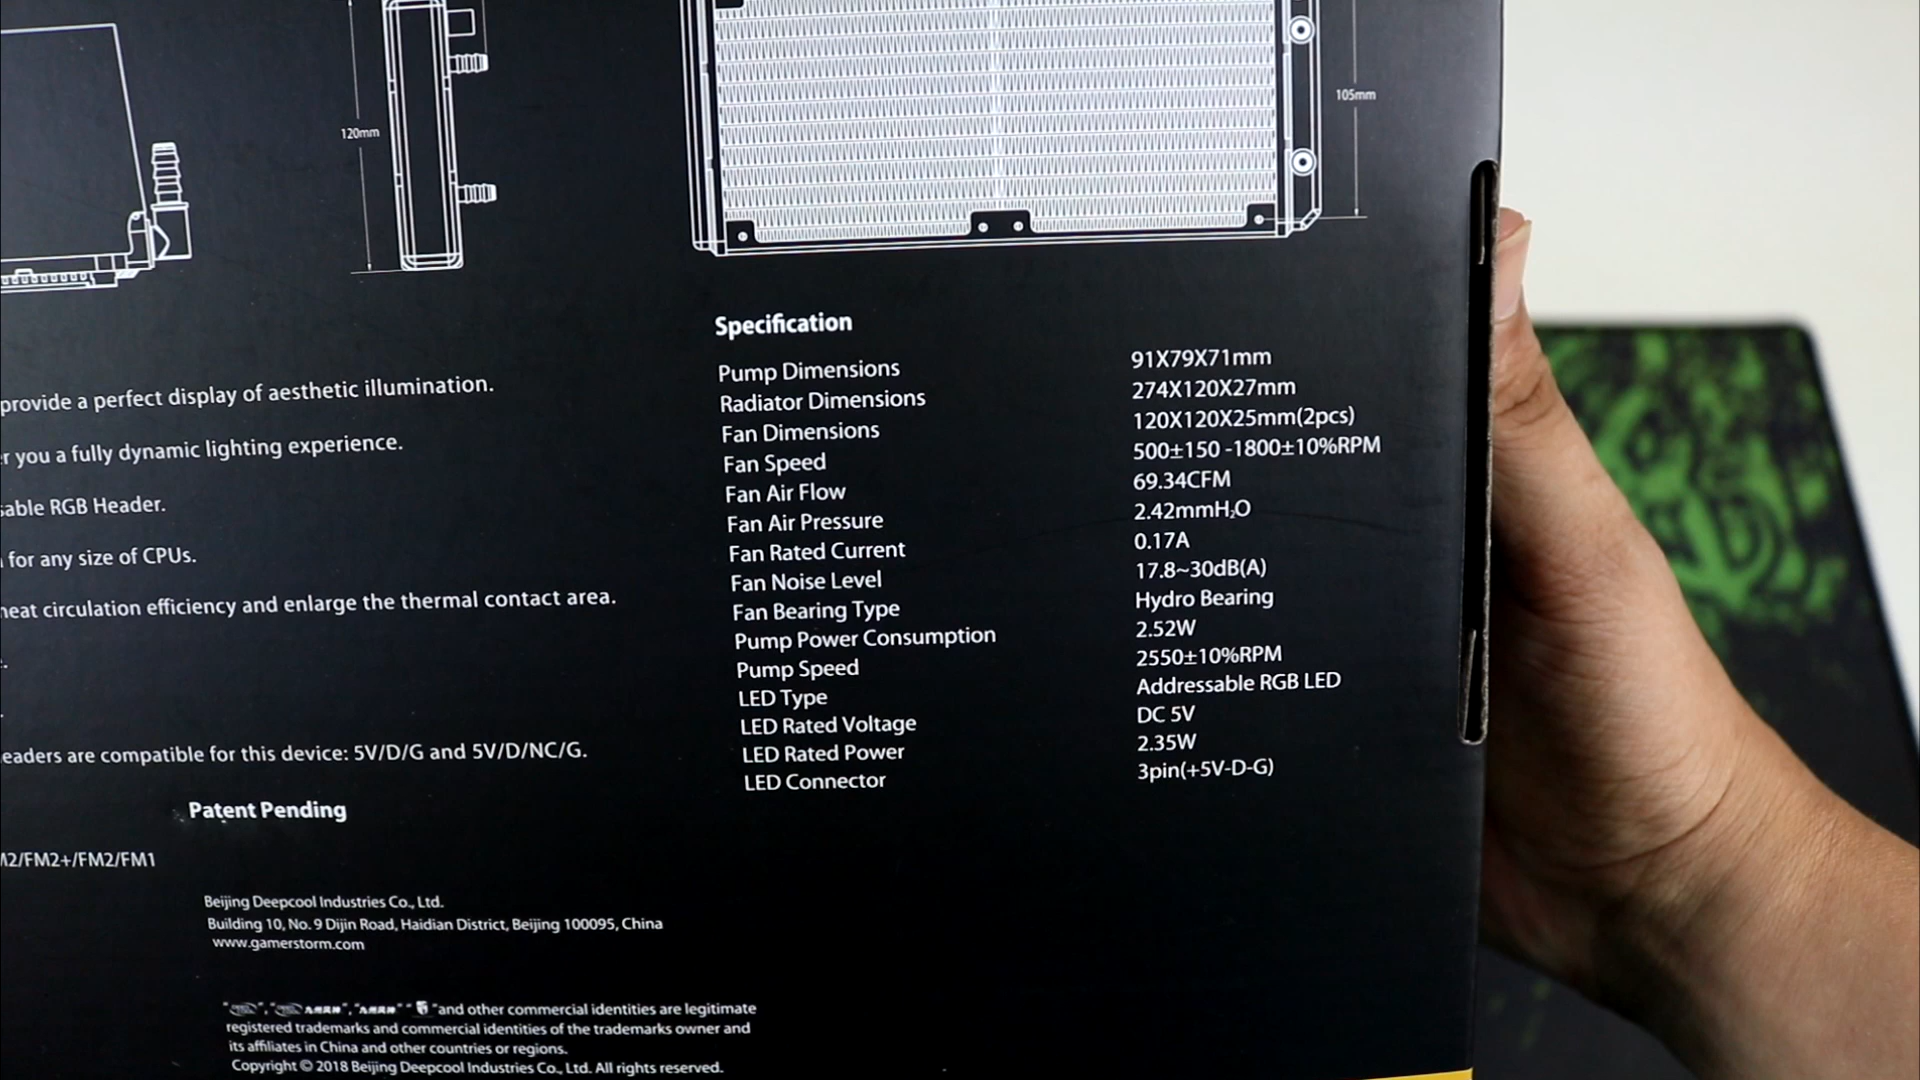 120mm
105mm
Specification
Pump Dimensions 91X79X71mm
Radiator Dimensions 274X120X27mm
Fan Dimensions 120X120X25mm(2pcs)
Fan Speed 500±150 -1800±10%RPM
Fan Air Flow 69.34CFM
Fan Air Pressure 2.42mmH₂O
Fan Rated Current 0.17A
Fan Noise Level 17.8~30dB(A)
Fan Bearing Type Hydro Bearing
Pump Power Consumption 2.52W
Pump Speed 2550±10%RPM
LED Type Addressable RGB LED
LED Rated Voltage DC 5V
LED Rated Power 2.35W
LED Connector 3pin(+5V-D-G)
provide a perfect display of aesthetic illumination.
r you a fully dynamic lighting experience.
sable RGB Header.
for any size of CPUs.
heat circulation efficiency and enlarge the thermal contact area.
eaders are compatible for this device: 5V/D/G and 5V/D/NC/G.
Patent Pending
M2/FM2+/FM2/FM1
Beijing Deepcool Industries Co., Ltd.
Building 10, No. 9 Dijin Road, Haidian District, Beijing 100095, China
www.gamerstorm.com
and other commercial identities are legitimate
registered trademarks and commercial identities of the trademarks owner and
its affiliates in China and other countries or regions.
Copyright © 2018 Beijing Deepcool Industries Co., Ltd. All rights reserved.